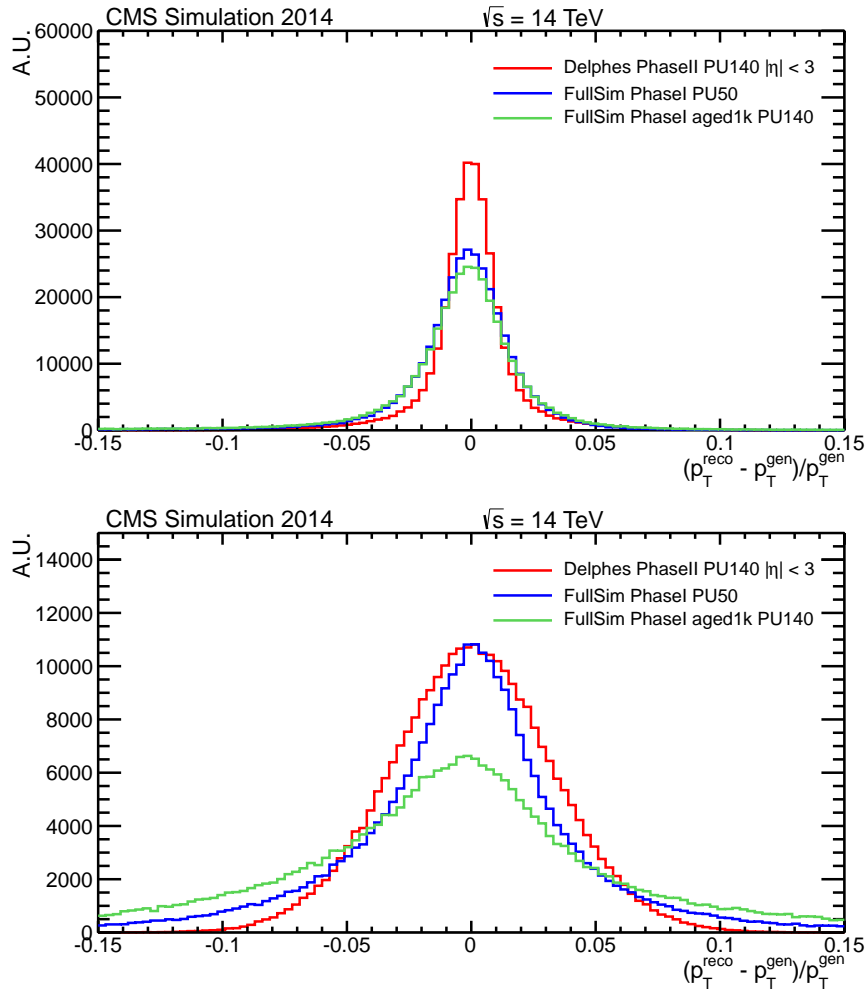 CMS Simulation 2014 √s = 14 TeV
A.U.
60000
Delphes PhaseII PU140 |η| < 3
50000
FullSim PhaseI PU50
FullSim PhaseI aged1k PU140
40000
30000
20000
10000
0
-0.15 -0.1 -0.05 0 0.05 0.1 0.15
(p_T^reco - p_T^gen)/p_T^gen
CMS Simulation 2014 √s = 14 TeV
A.U.
14000
Delphes PhaseII PU140 |η| < 3
FullSim PhaseI PU50
12000
FullSim PhaseI aged1k PU140
10000
8000
6000
4000
2000
0
-0.15 -0.1 -0.05 0 0.05 0.1 0.15
(p_T^reco - p_T^gen)/p_T^gen